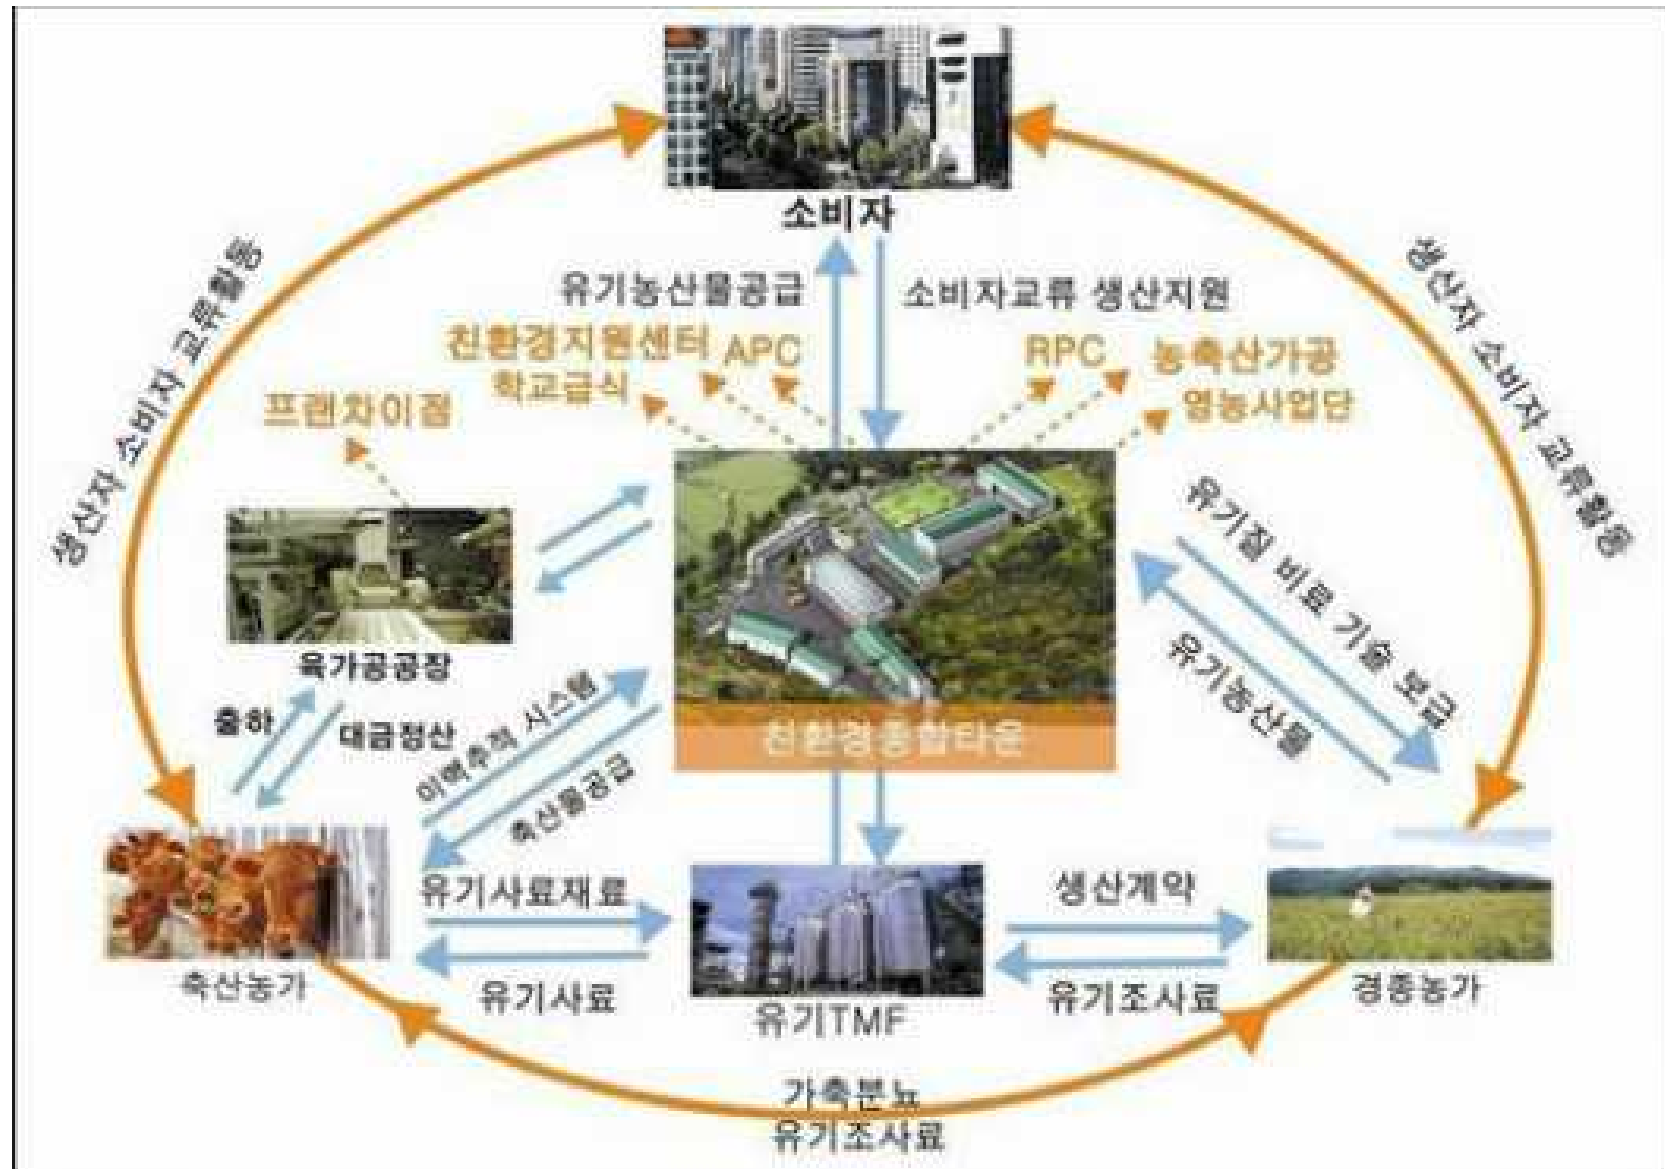 소비자
유기농산물공급
소비자교류 생산지원
친환경지원센터
APC
RPC
농축산가공
학교급식
영농사업단
프랜차이점
생산자 소비자 교류활동
생산자 소비자 교류활동
유기질 비료 기술 보급
유기농산물
육가공공장
출하
대금정산
이력추적 시스템
축산물공급
친환경종합타운
유기사료재료
생산계약
유기사료
유기조사료
축산농가
유기TMF
경종농가
가축분뇨
유기조사료